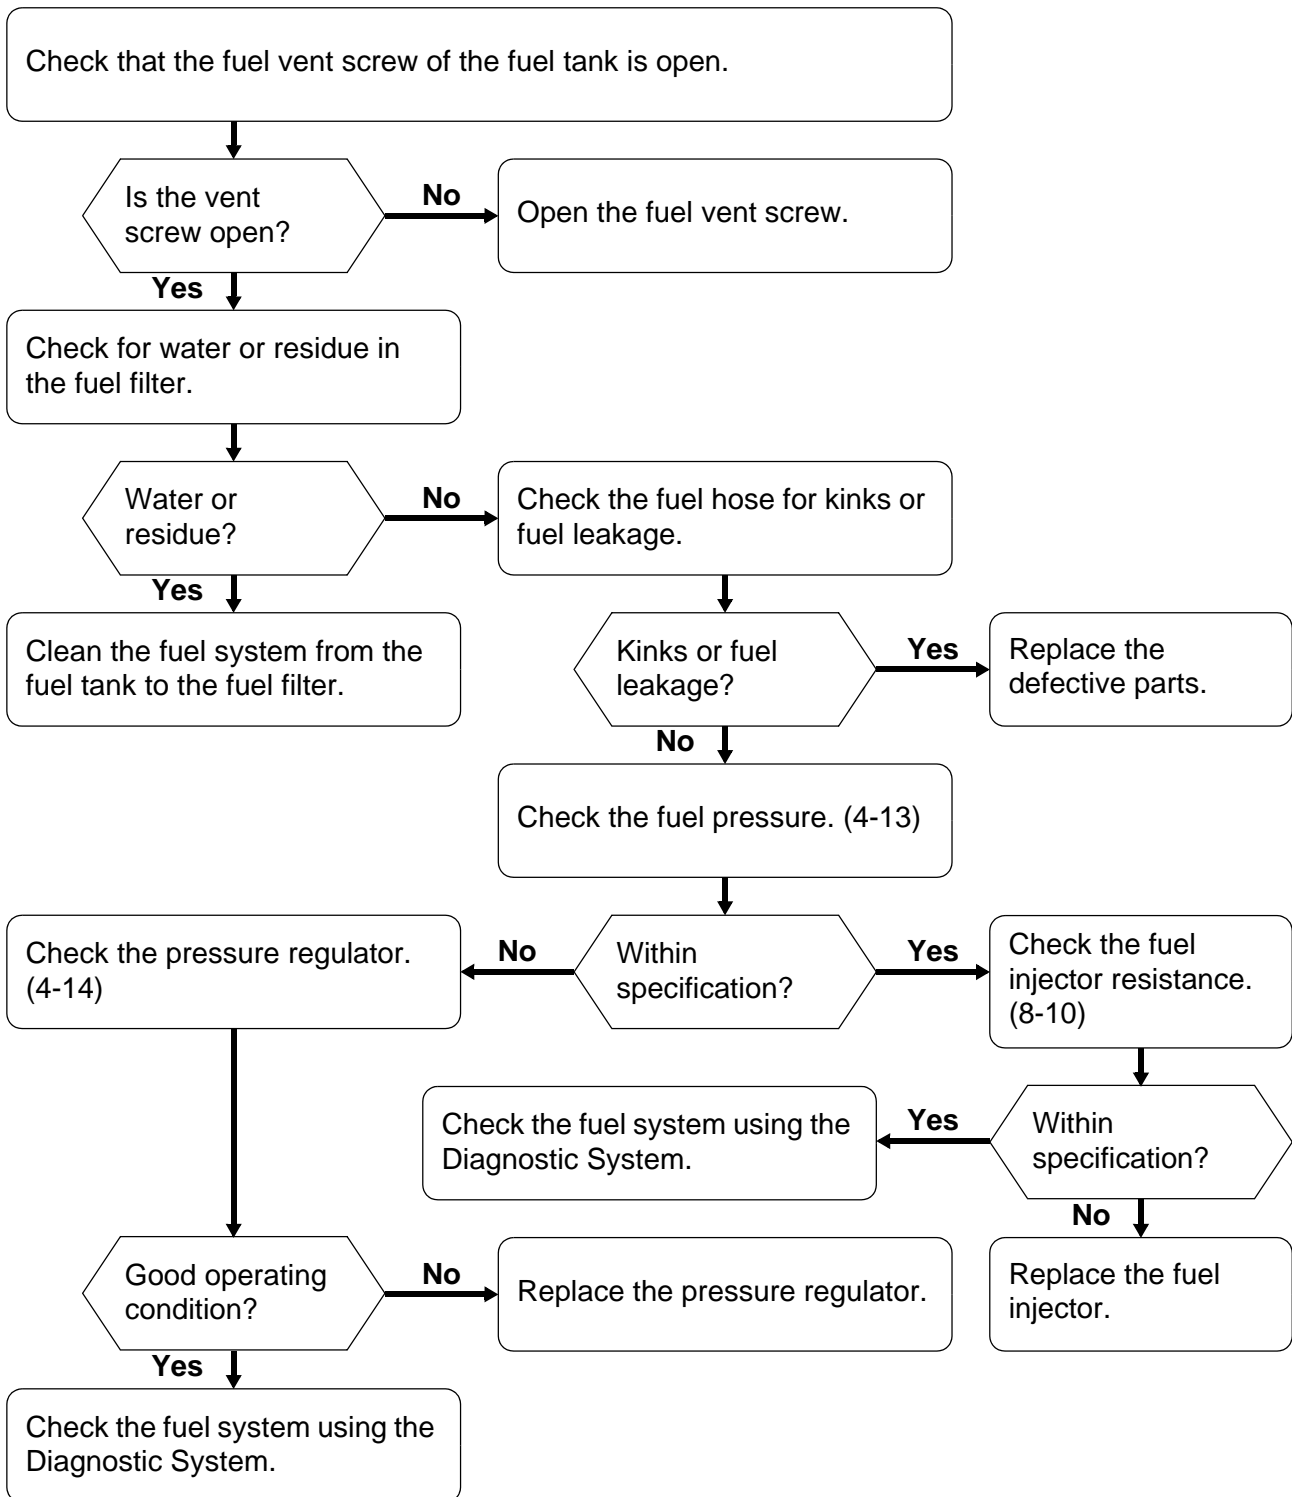 Check that the fuel vent screw of the fuel tank is open.
Is the vent
screw open?
No
Open the fuel vent screw.
Yes
Check for water or residue in
the fuel filter.
Water or
residue?
No
Check the fuel hose for kinks or
fuel leakage.
Yes
Clean the fuel system from the
fuel tank to the fuel filter.
Kinks or fuel
leakage?
Yes
Replace the
defective parts.
No
Check the fuel pressure. (4-13)
Check the pressure regulator.
(4-14)
No
Within
specification?
Yes
Check the fuel
injector resistance.
(8-10)
Check the fuel system using the
Diagnostic System.
Yes
Within
specification?
No
Good operating
condition?
No
Replace the pressure regulator.
Replace the fuel
injector.
Yes
Check the fuel system using the
Diagnostic System.